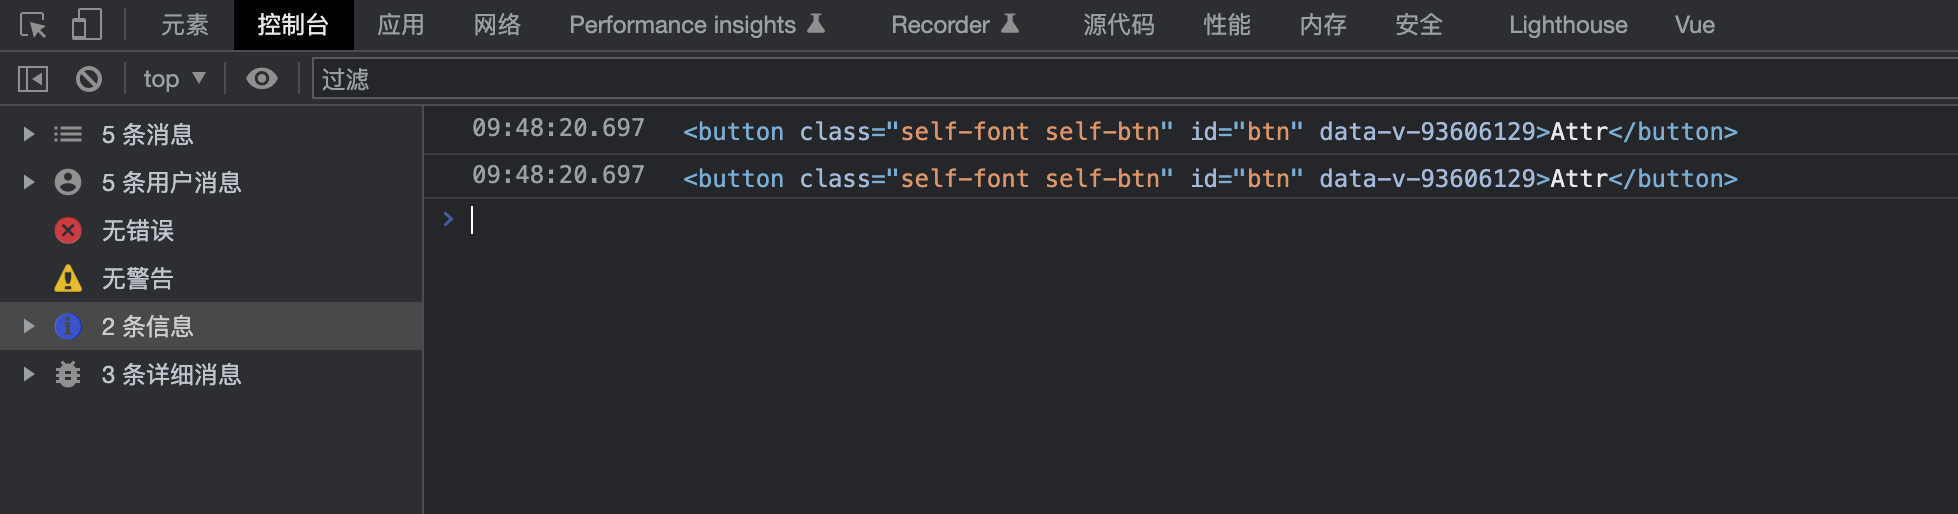 元素 控制台 应用 网络 Performance insights Recorder 源代码 性能 内存 安全 Lighthouse Vue
top 过滤
5 条消息
5 条用户消息
无错误
无警告
2 条信息
3 条详细消息
09:48:20.697 <button class="self-font self-btn" id="btn" data-v-93606129>Attr</button>
09:48:20.697 <button class="self-font self-btn" id="btn" data-v-93606129>Attr</button>
>